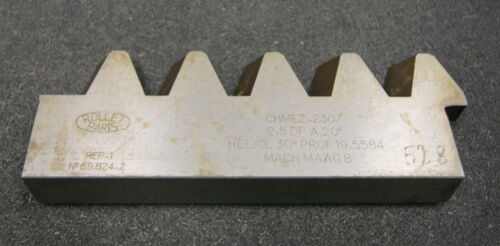 ROLLET
PARIS
REP-1
Nº69.824-2
CHME2-2307
2.5 DP A 20°
HELICE 30° PROF 19.5584
MACH.MAAG B
528